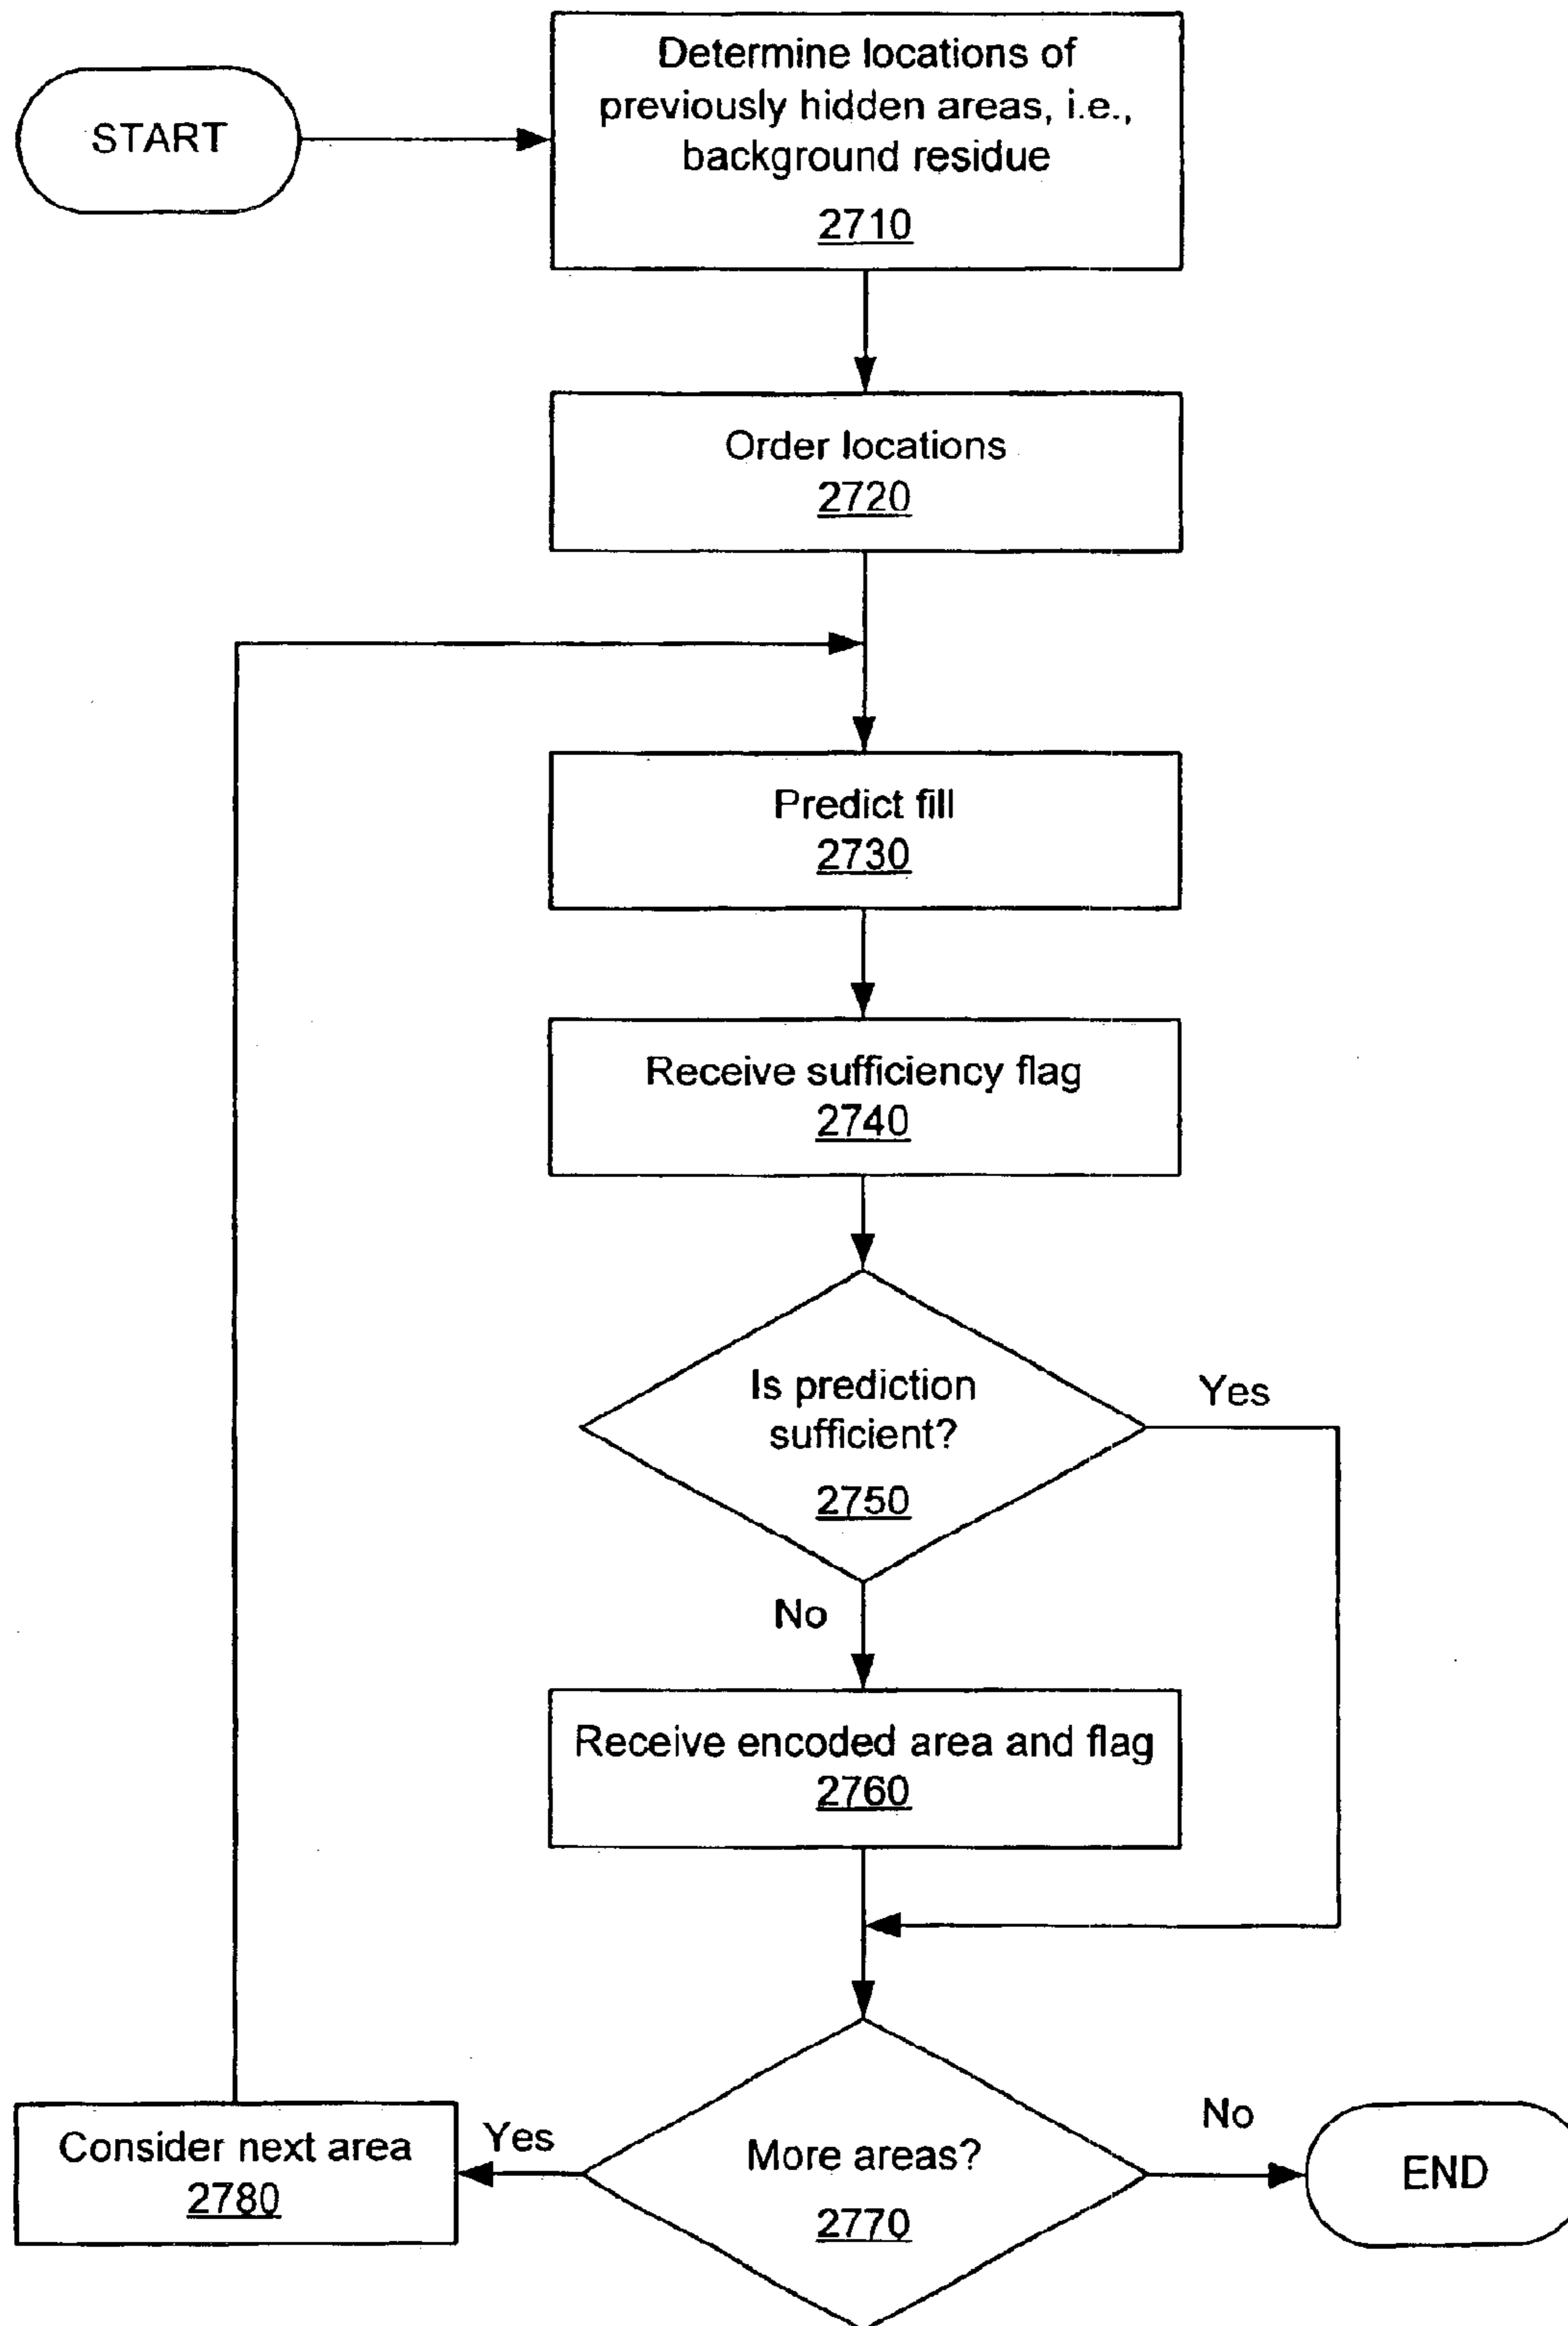 START
Determine locations of
previously hidden areas, i.e.,
background residue
2710
Order locations
2720
Predict fill
2730
Receive sufficiency flag
2740
Is prediction
sufficient?
2750
Yes
No
Receive encoded area and flag
2760
More areas?
2770
Yes
Consider next area
2780
No
END